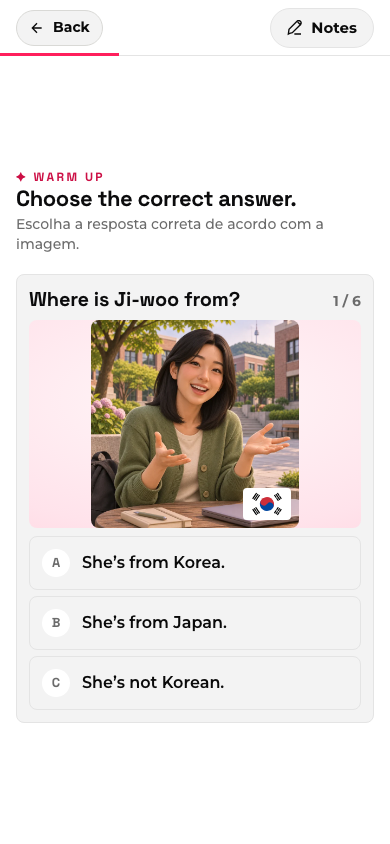 Back
Notes
WARM UP
Choose the correct answer.
Escolha a resposta correta de acordo com a
imagem.
Where is Ji-woo from?
1 / 6
A
She’s from Korea.
B
She’s from Japan.
C
She’s not Korean.